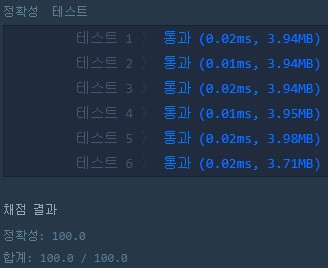 정확성  테스트
테스트 1 〉 통과 (0.02ms, 3.94MB)
테스트 2 〉 통과 (0.01ms, 3.94MB)
테스트 3 〉 통과 (0.02ms, 3.94MB)
테스트 4 〉 통과 (0.01ms, 3.95MB)
테스트 5 〉 통과 (0.02ms, 3.98MB)
테스트 6 〉 통과 (0.02ms, 3.71MB)
채점 결과
정확성: 100.0
합계: 100.0 / 100.0